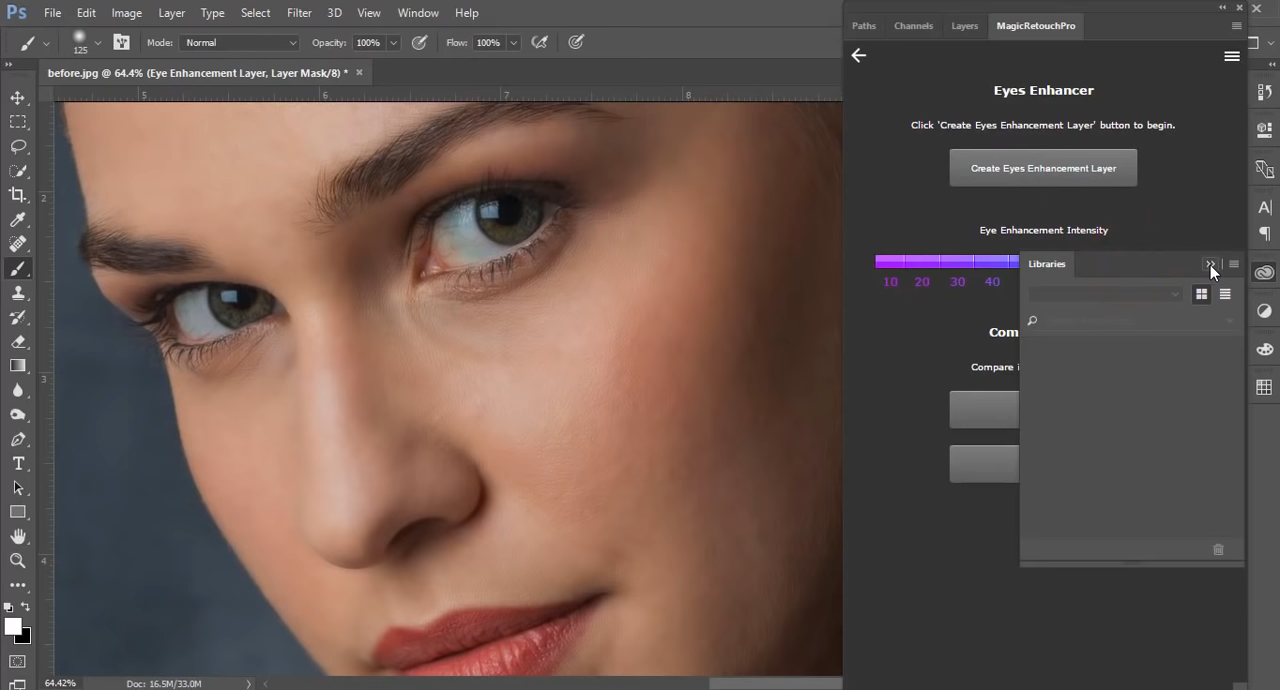 Ps File Edit Image Layer Type Select Filter 3D View Window Help
125 Mode: Normal Opacity: 100% Flow: 100%
before.jpg @ 64.4% (Eye Enhancement Layer, Layer Mask/8) *
5 6 7 8
2
3
4
64.42% Doc: 16.5M/33.0M
Paths Channels Layers MagicRetouchPro
Eyes Enhancer
Click 'Create Eyes Enhancement Layer' button to begin.
Create Eyes Enhancement Layer
Eye Enhancement Intensity
10 20 30 40
Com
Compare i
Libraries